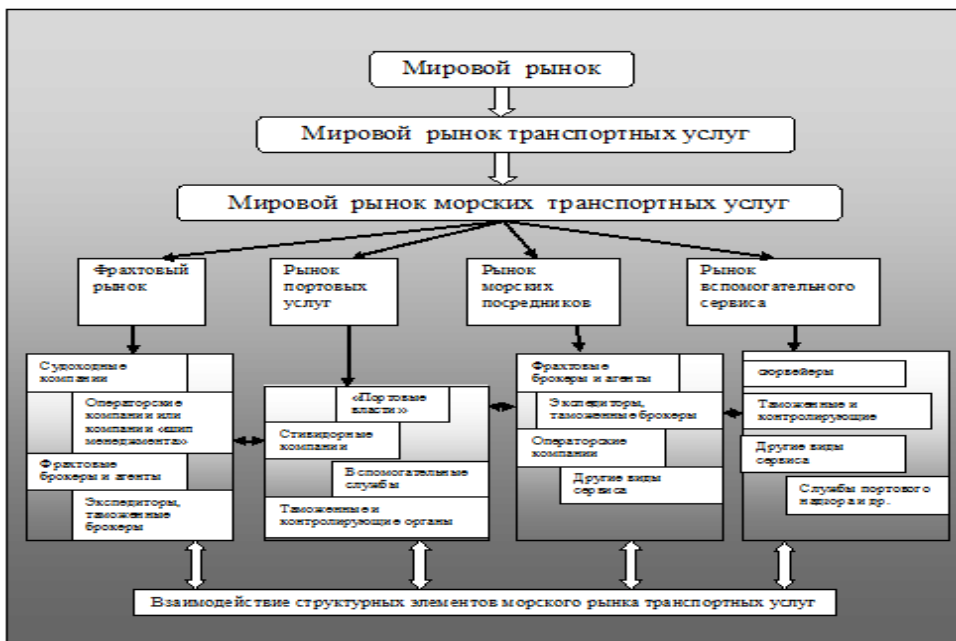 Мировой рынок
Мировой рынок транспортных услуг
Мировой рынок морских транспортных услуг
Фрахтовый
рынок
Рынок
портовых
услуг
Рынок
морских
посредников
Рынок
вспомогательного
сервиса
Судоходные
компании
Операторские
компании или
компании «шип
менеджмента»
Фрахтовые
брокеры и агенты
Экспедиторы,
таможенные
брокеры
«Портовые
власти»
Стивидорные
компании
Вспомогательные
службы
Таможенные и
контролирующие органы
Фрахтовые
брокеры и агенты
Экспедиторы,
таможенные брокеры
Операторские
компании
Другие виды
сервиса
сюрвейеры
Таможенные и
контролирующие
Другие виды
сервиса
Службы портового
надзора и др.
Взаимодействие структурных элементов морского рынка транспортных услуг